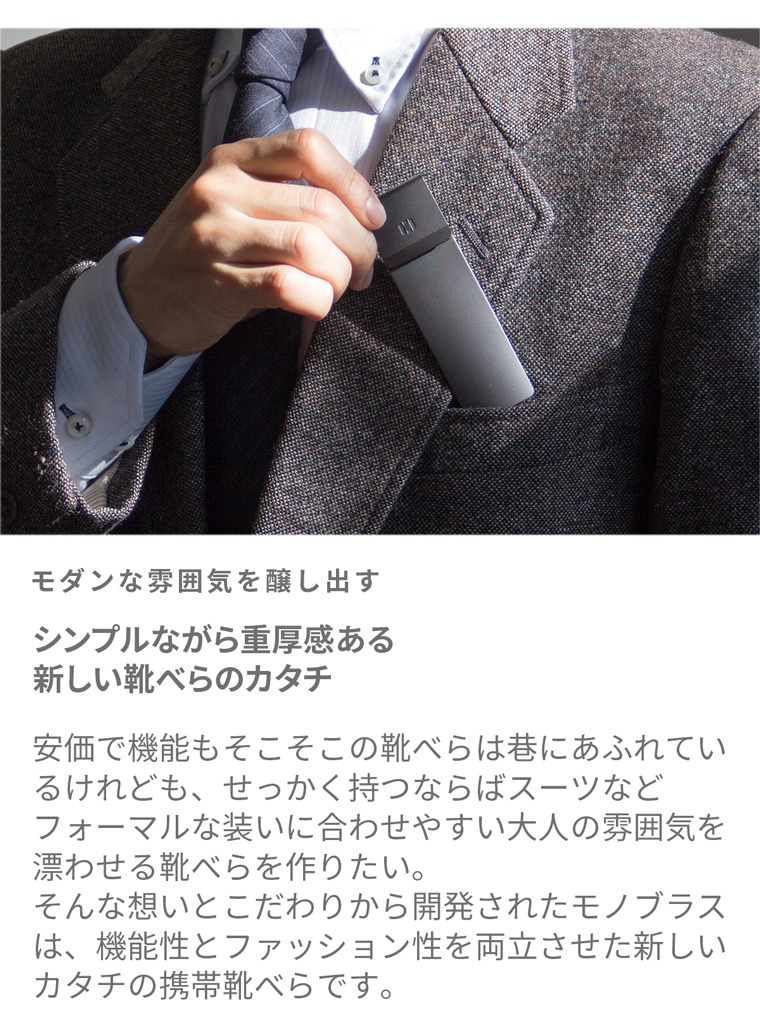 モダンな雰囲気を醸し出す
シンプルながら重厚感ある
新しい靴べらのカタチ
安価で機能もそこそこの靴べらは巷にあふれてい
るけれども、せっかく持つならばスーツなど
フォーマルな装いに合わせやすい大人の雰囲気を
漂わせる靴べらを作りたい。
そんな想いとこだわりから開発されたモノブラス
は、機能性とファッション性を両立させた新しい
カタチの携帯靴べらです。